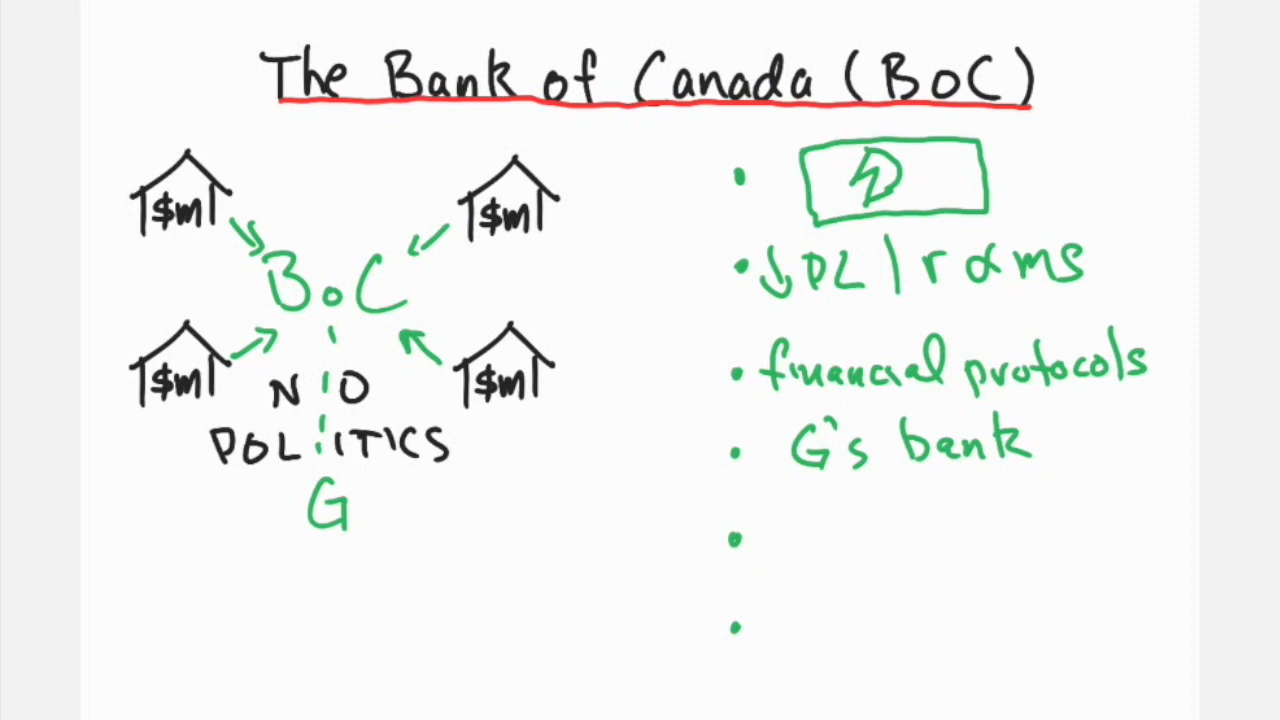 The Bank of Canada (BoC)
$m $m
BoC
$m $m
NO
POLITICS
G
PL | r α ms
financial protocols
G's bank